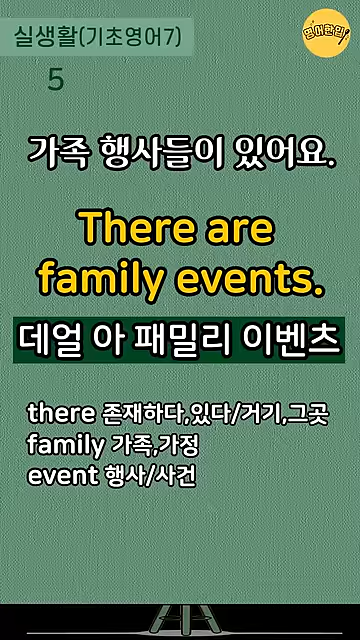 실생활(기초영어7)
영어한입
5
가족 행사들이 있어요.
There are
family events.
데얼 아 패밀리 이벤츠
there 존재하다,있다/거기,그곳
family 가족,가정
event 행사/사건